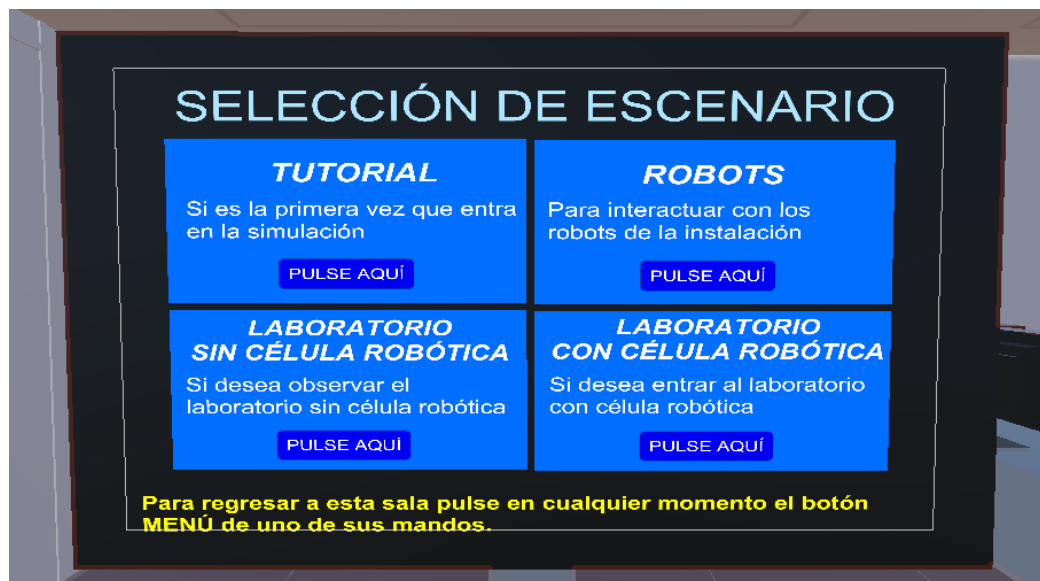 SELECCIÓN DE ESCENARIO
TUTORIAL
Si es la primera vez que entra
en la simulación
PULSE AQUÍ
ROBOTS
Para interactuar con los
robots de la instalación
PULSE AQUÍ
LABORATORIO
SIN CÉLULA ROBÓTICA
Si desea observar el
laboratorio sin célula robótica
PULSE AQUÍ
LABORATORIO
CON CÉLULA ROBÓTICA
Si desea entrar al laboratorio
con célula robótica
PULSE AQUÍ
Para regresar a esta sala pulse en cualquier momento el botón
MENÚ de uno de sus mandos.